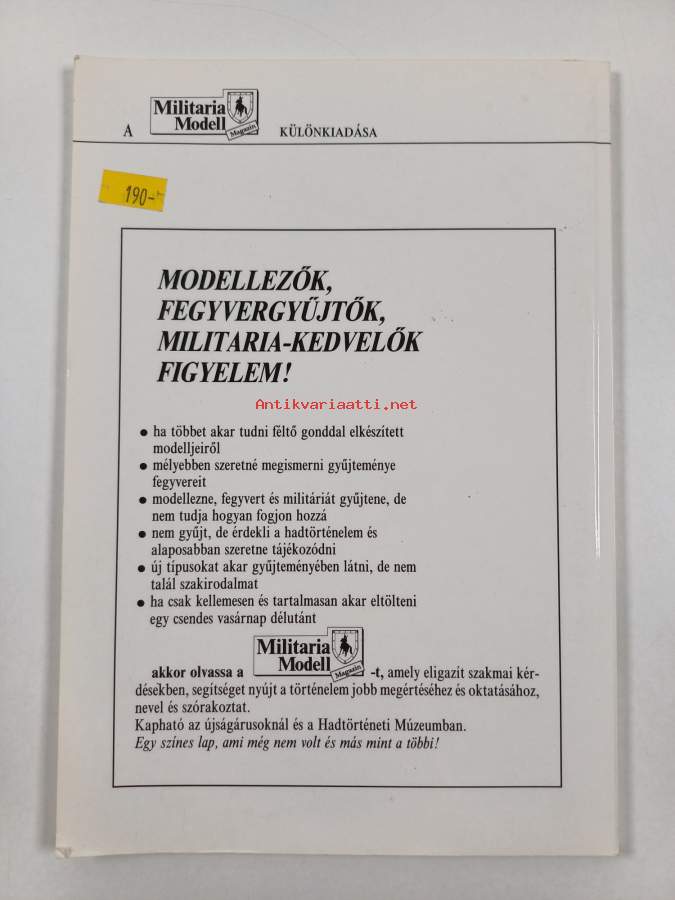 Militaria
Modell
Magazin
A KÜLÖNKIADÁSA
190-
MODELLEZŐK,
FEGYVERGYŰJTŐK,
MILITARIA-KEDVELŐK
FIGYELEM!
Antikvariaatti.net
● ha többet akar tudni féltő gonddal elkészített
modelljeiről
● mélyebben szeretné megismerni gyűjteménye
fegyvereit
● modellezne, fegyvert és militáriát gyűjtene, de
nem tudja hogyan fogjon hozzá
● nem gyűjt, de érdekli a hadtörténelem és
alaposabban szeretne tájékozódni
● új típusokat akar gyűjteményében látni, de nem
talál szakirodalmat
● ha csak kellemesen és tartalmasan akar eltölteni
egy csendes vasárnap délutánt
Militaria
Modell
Magazin
akkor olvassa a -t, amely eligazít szakmai kér-
désekben, segítséget nyújt a történelem jobb megértéséhez és oktatásához,
nevel és szórakoztat.
Kapható az újságárusoknál és a Hadtörténeti Múzeumban.
Egy színes lap, ami még nem volt és más mint a többi!